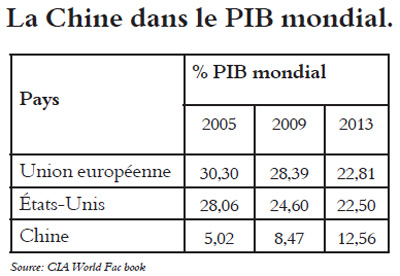 La Chine dans le PIB mondial.
Pays
% PIB mondial
2005 2009 2013
Union européenne 30,30 28,39 22,81
États-Unis 28,06 24,60 22,50
Chine 5,02 8,47 12,56
Source: CIA World Fac book